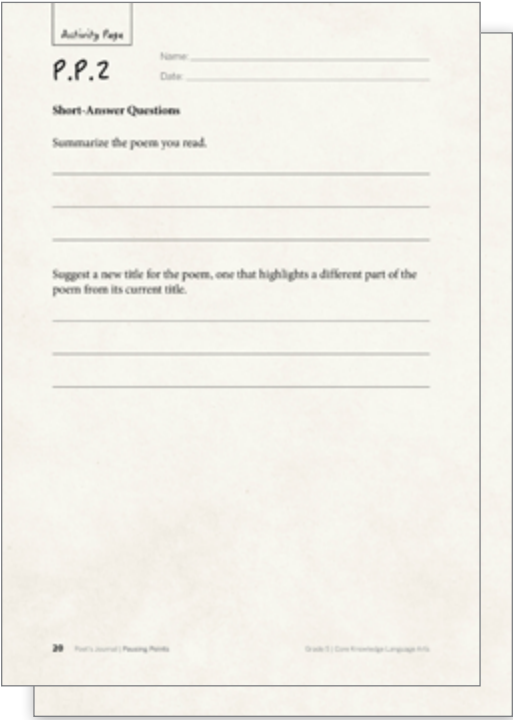 Activity Page
P.P.2
Name:
Date:
Short-Answer Questions
Summarize the poem you read.
Suggest a new title for the poem, one that highlights a different part of the
poem from its current title.
20 Poet's Journal | Pausing Points
Grade 5 | Core Knowledge Language Arts